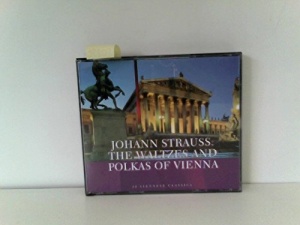 JOHANN STRAUSS:
THE WALTZES AND
POLKAS OF VIENNA